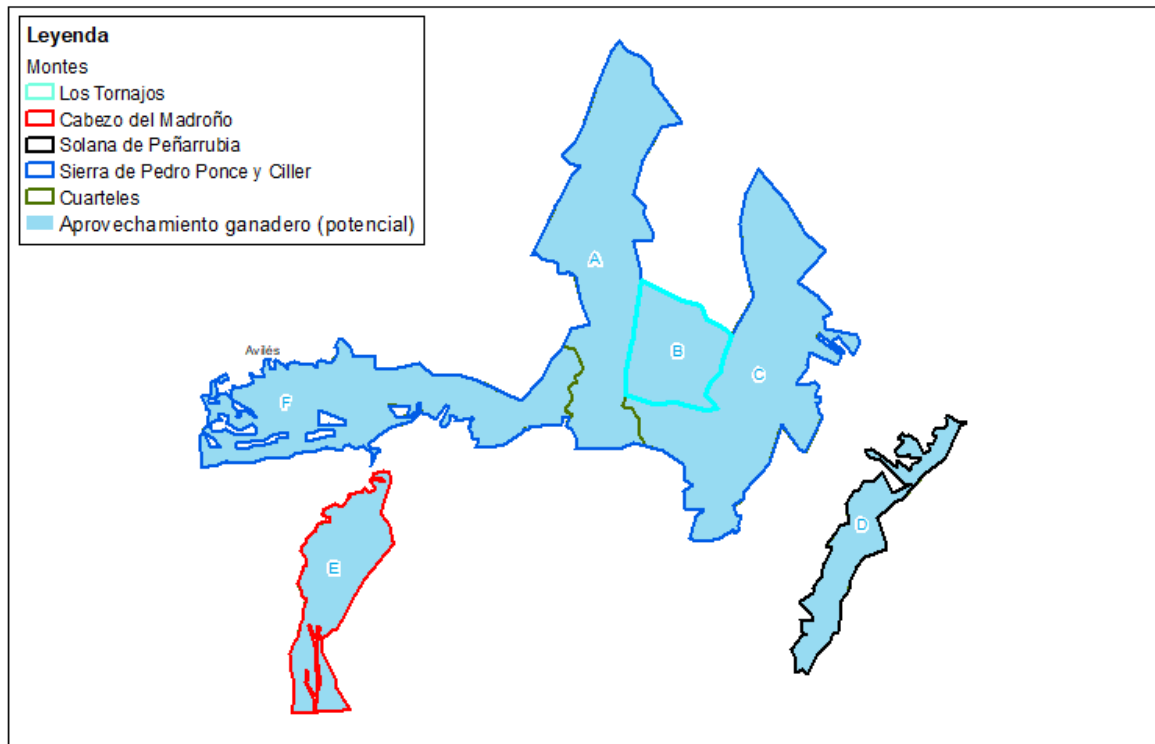 Leyenda
Montes
Los Tornajos
Cabezo del Madroño
Solana de Peñarrubia
Sierra de Pedro Ponce y Ciller
Cuarteles
Aprovechamiento ganadero (potencial)
A
B
C
Avilés
F
D
E